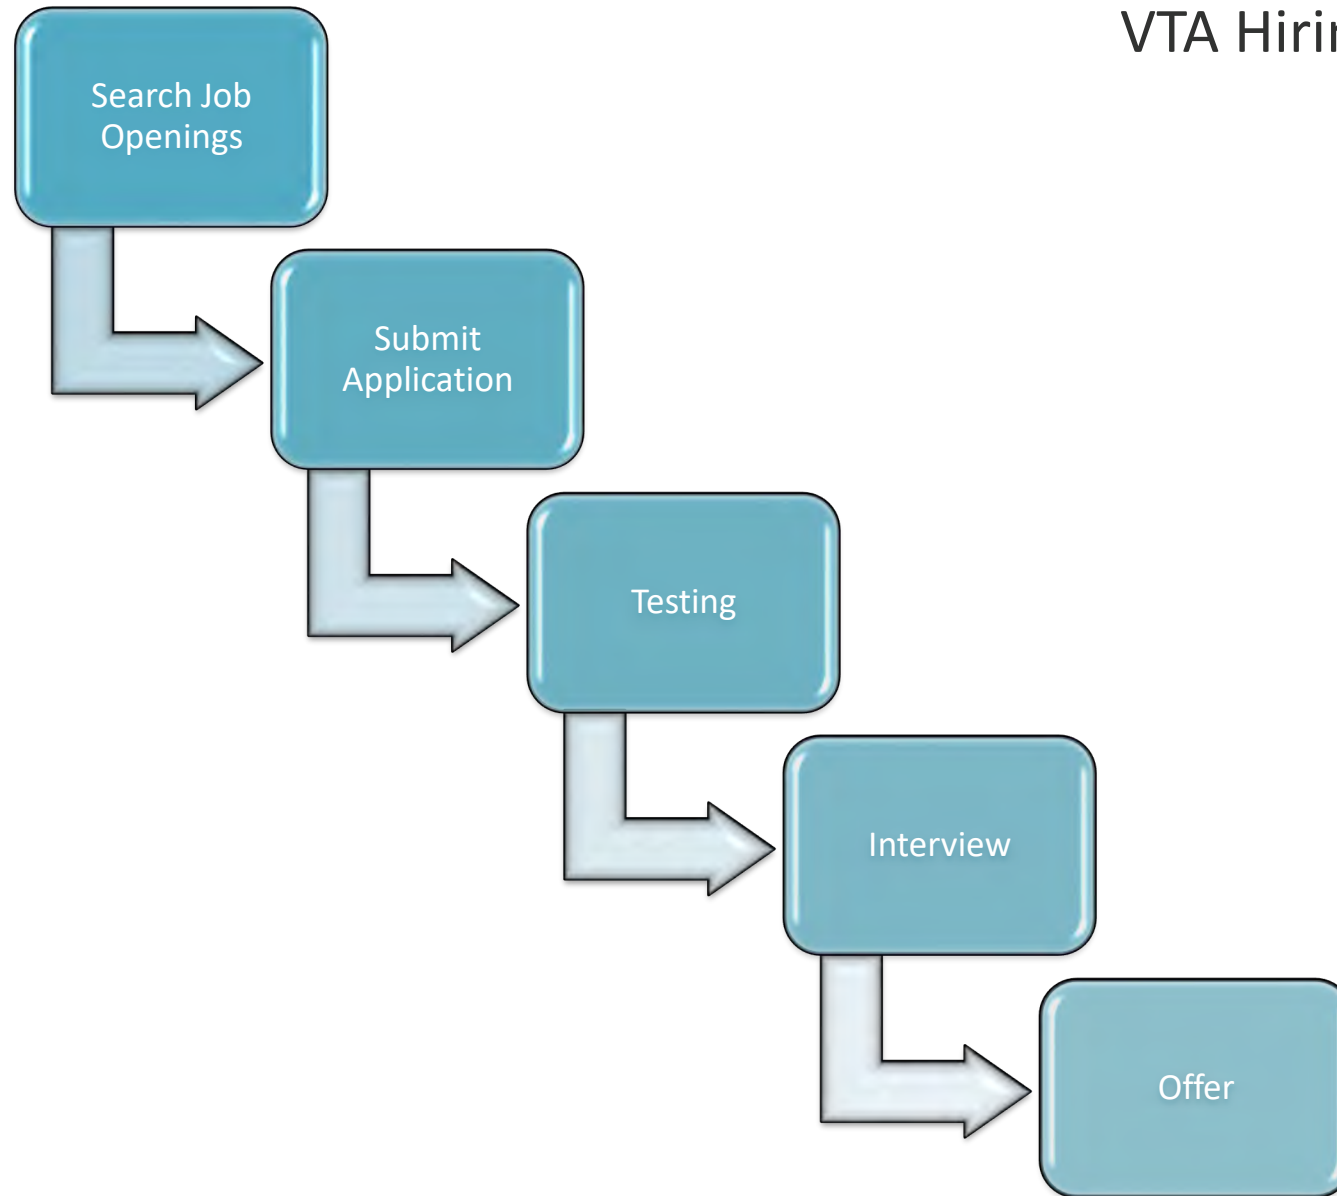 VTA Hirin
Search Job
Openings
Submit
Application
Testing
Interview
Offer